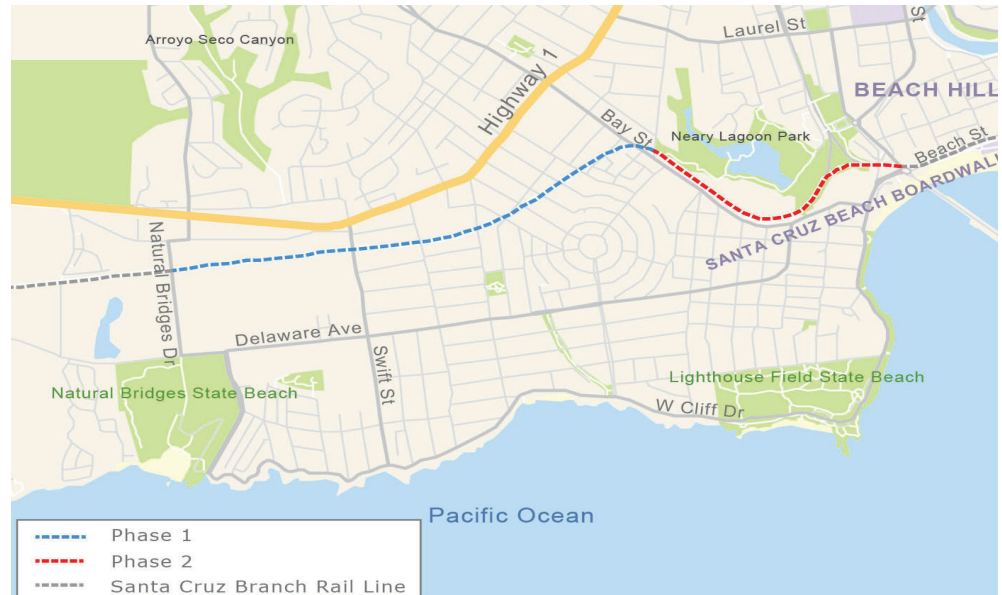 Arroyo Seco Canyon
Laurel St
Highway 1
BEACH HILL
Bay St
Neary Lagoon Park
Beach St
SANTA CRUZ BEACH BOARDWALK
Natural Bridges Dr
Delaware Ave
Swift St
Natural Bridges State Beach
Lighthouse Field State Beach
W Cliff Dr
Pacific Ocean
Phase 1
Phase 2
Santa Cruz Branch Rail Line